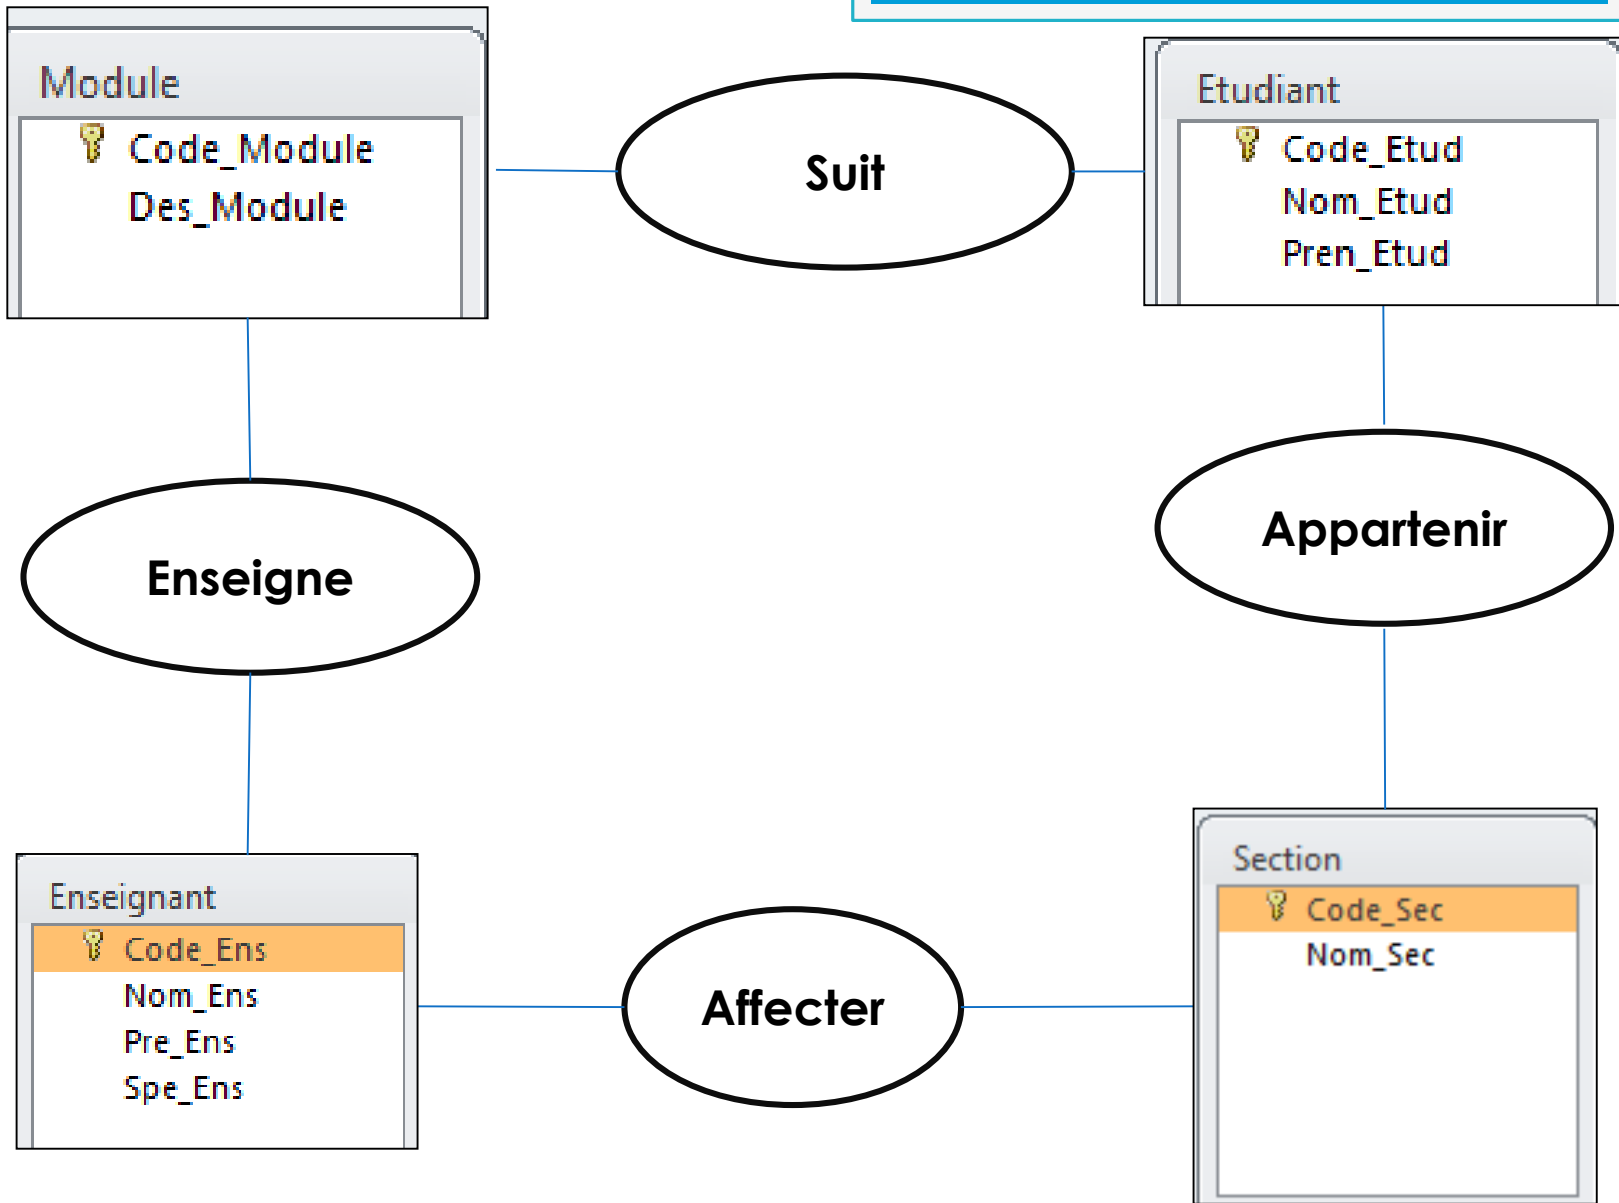 Module
Code_Module
Des_Module
Suit
Etudiant
Code_Etud
Nom_Etud
Pren_Etud
Enseigne
Appartenir
Enseignant
Code_Ens
Nom_Ens
Pre_Ens
Spe_Ens
Affecter
Section
Code_Sec
Nom_Sec